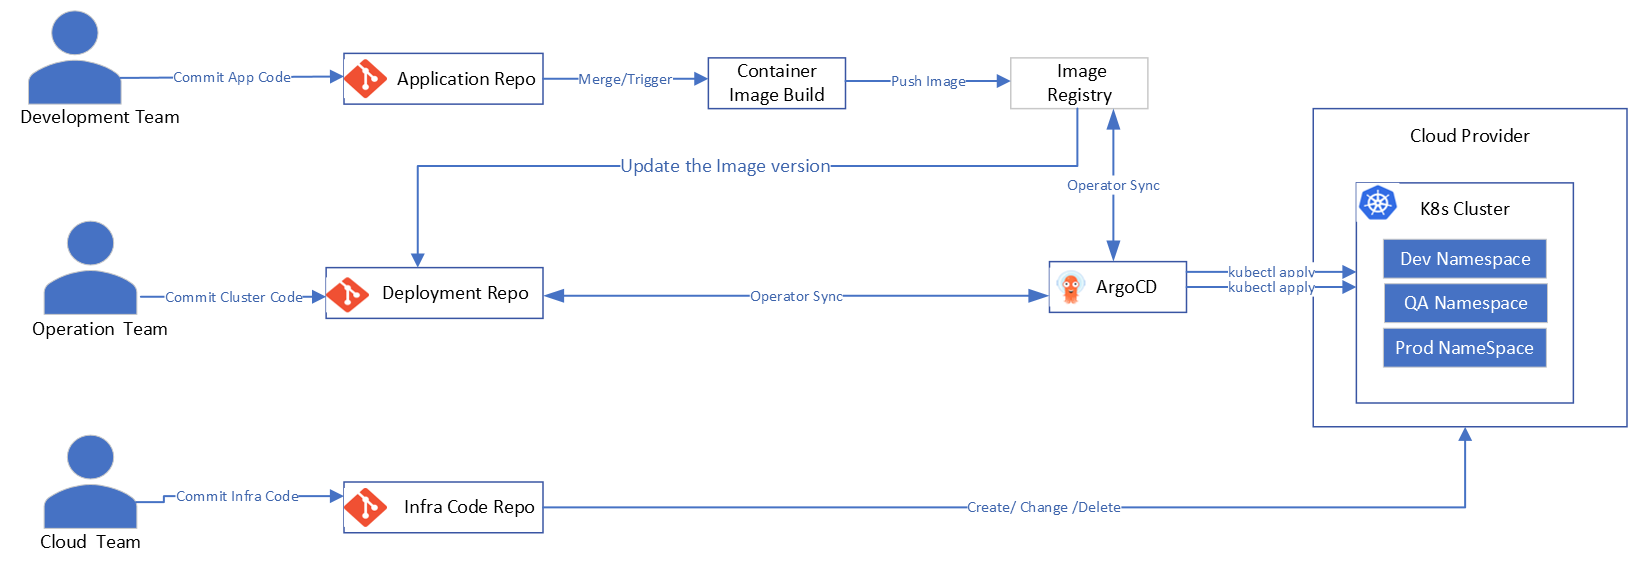 Development Team
Commit App Code
Application Repo
Merge/Trigger
Container
Image Build
Push Image
Image
Registry
Update the Image version
Operator Sync
Cloud Provider
K8s Cluster
Dev Namespace
QA Namespace
Prod NameSpace
Operation Team
Commit Cluster Code
Deployment Repo
Operator Sync
ArgoCD
kubectl apply
kubectl apply
Cloud Team
Commit Infra Code
Infra Code Repo
Create/ Change /Delete